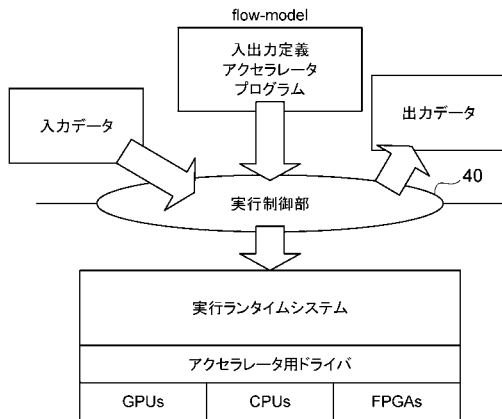 flow-model
入出力定義
アクセラレータ
プログラム
入力データ
出力データ
40
実行制御部
実行ランタイムシステム
アクセラレータ用ドライバ
GPUs
CPUs
FPGAs